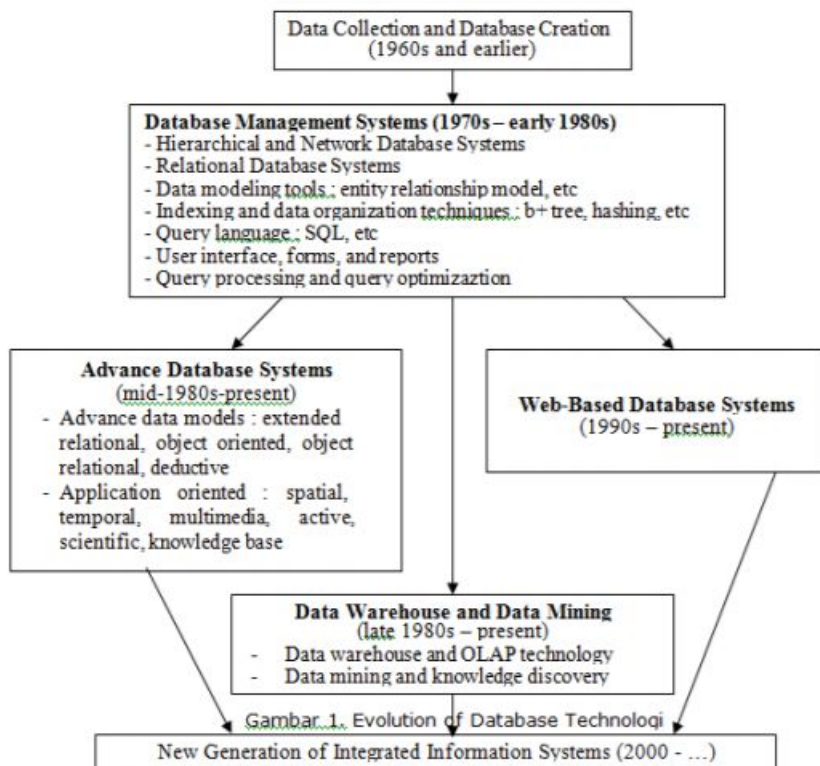 Data Collection and Database Creation
(1960s and earlier)
Database Management Systems (1970s – early 1980s)
- Hierarchical and Network Database Systems
- Relational Database Systems
- Data modeling tools : entity relationship model, etc
- Indexing and data organization techniques : b+ tree, hashing, etc
- Query language : SQL, etc
- User interface, forms, and reports
- Query processing and query optimizaztion
Advance Database Systems
(mid-1980s-present)
- Advance data models : extended
relational, object oriented, object
relational, deductive
- Application oriented : spatial,
temporal, multimedia, active,
scientific, knowledge base
Web-Based Database Systems
(1990s – present)
Data Warehouse and Data Mining
(late 1980s – present)
- Data warehouse and OLAP technology
- Data mining and knowledge discovery
Gambar 1. Evolution of Database Technologi
New Generation of Integrated Information Systems (2000 - ...)